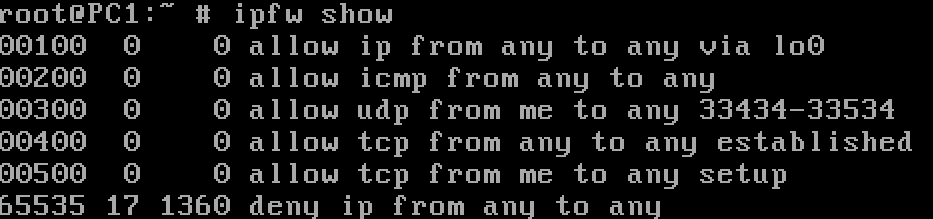 root@PC1:~ # ipfw show
00100  0    0 allow ip from any to any via lo0
00200  0    0 allow icmp from any to any
00300  0    0 allow udp from me to any 33434-33534
00400  0    0 allow tcp from any to any established
00500  0    0 allow tcp from me to any setup
65535 17 1360 deny ip from any to any